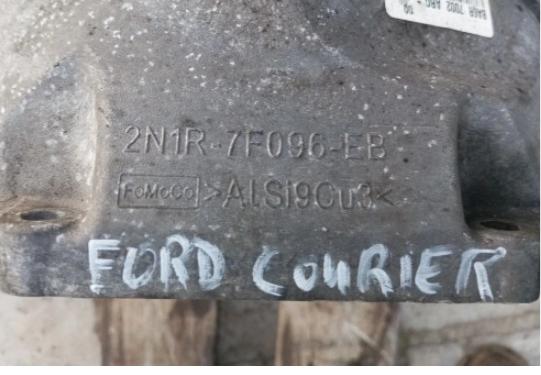 2N1R-7F096-EB
FoMoCo >AlSi9Cu3<
FORD COURIER